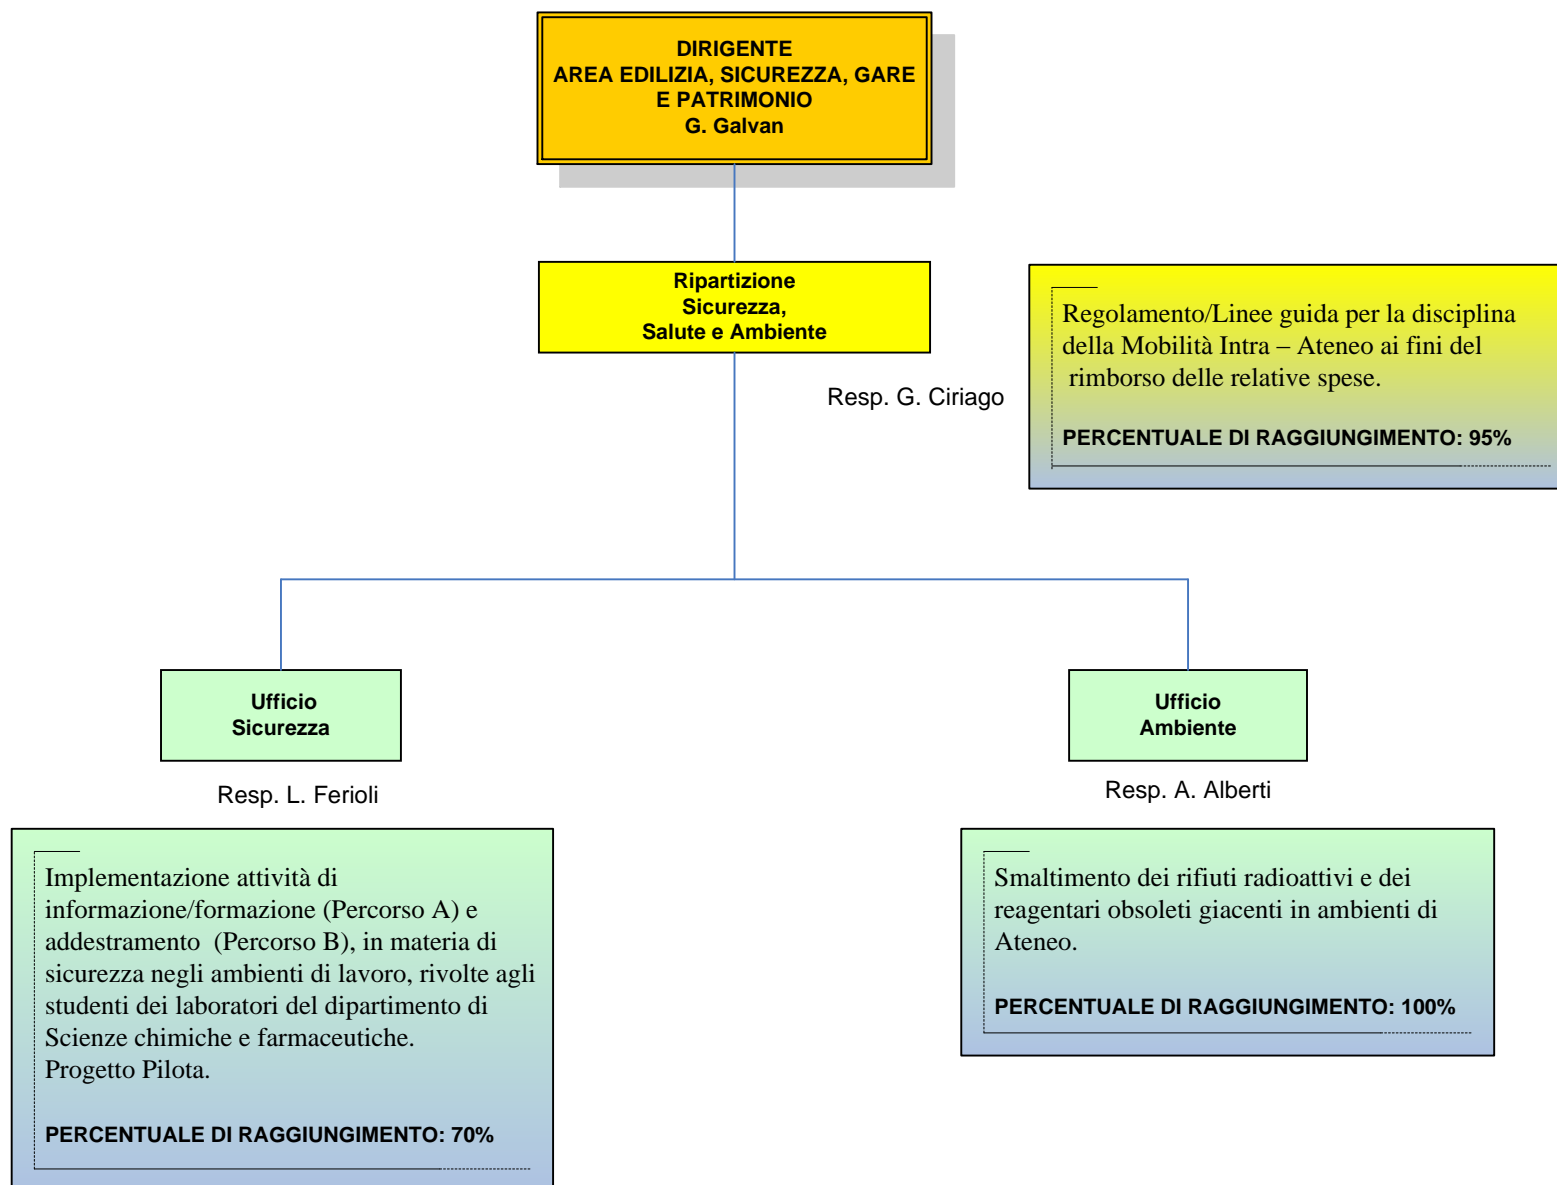 DIRIGENTE
AREA EDILIZIA, SICUREZZA, GARE
E PATRIMONIO
G. Galvan
Ripartizione
Sicurezza,
Salute e Ambiente
Resp. G. Ciriago
Regolamento/Linee guida per la disciplina
della Mobilità Intra – Ateneo ai fini del
rimborso delle relative spese.
PERCENTUALE DI RAGGIUNGIMENTO: 95%
Ufficio
Sicurezza
Resp. L. Ferioli
Implementazione attività di
informazione/formazione (Percorso A) e
addestramento (Percorso B), in materia di
sicurezza negli ambienti di lavoro, rivolte agli
studenti dei laboratori del dipartimento di
Scienze chimiche e farmaceutiche.
Progetto Pilota.
PERCENTUALE DI RAGGIUNGIMENTO: 70%
Ufficio
Ambiente
Resp. A. Alberti
Smaltimento dei rifiuti radioattivi e dei
reagentari obsoleti giacenti in ambienti di
Ateneo.
PERCENTUALE DI RAGGIUNGIMENTO: 100%